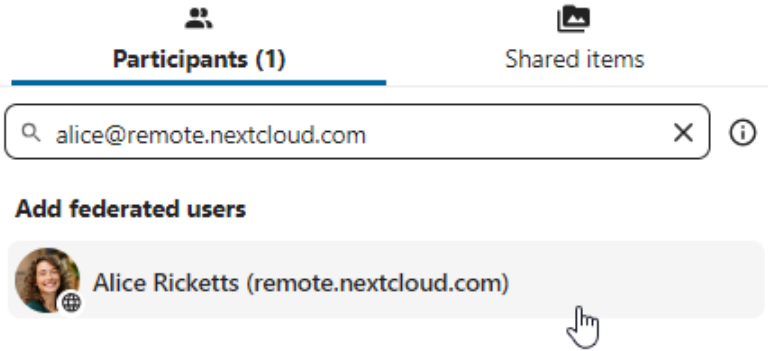 Participants (1)
Shared items
alice@remote.nextcloud.com
Add federated users
Alice Ricketts (remote.nextcloud.com)